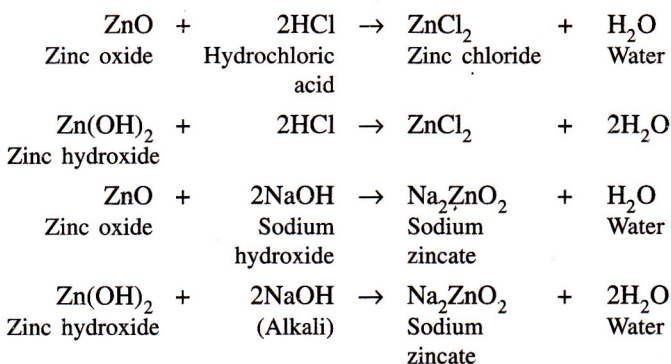 ZnO + 2HCl → ZnCl₂ + H₂O
Zinc oxide Hydrochloric Zinc chloride Water
acid
Zn(OH)₂ + 2HCl → ZnCl₂ + 2H₂O
Zinc hydroxide
ZnO + 2NaOH → Na₂ZnO₂ + H₂O
Zinc oxide Sodium Sodium Water
hydroxide zincate
Zn(OH)₂ + 2NaOH → Na₂ZnO₂ + 2H₂O
Zinc hydroxide (Alkali) Sodium Water
zincate